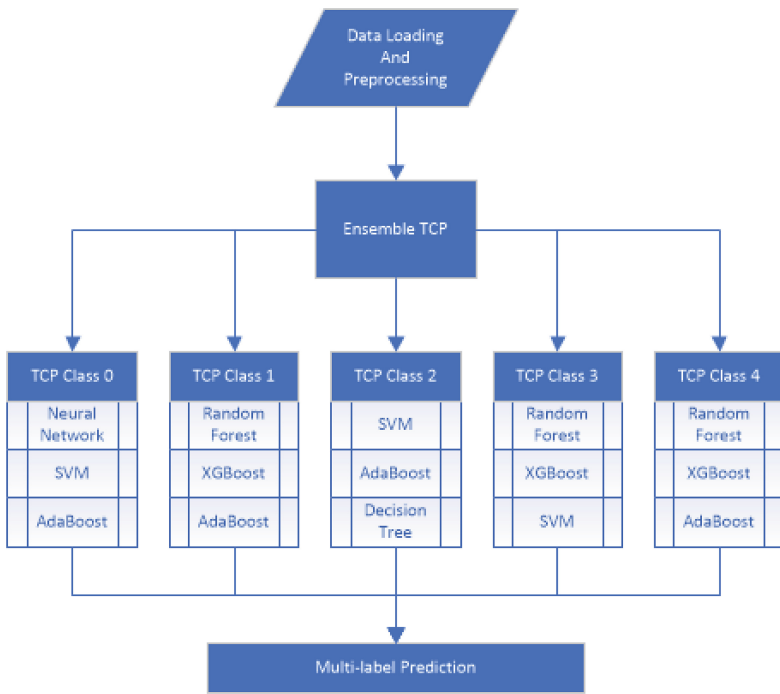 Data Loading
And
Preprocessing
Ensemble TCP
TCP Class 0
Neural
Network
SVM
AdaBoost
TCP Class 1
Random
Forest
XGBoost
AdaBoost
TCP Class 2
SVM
AdaBoost
Decision
Tree
TCP Class 3
Random
Forest
XGBoost
SVM
TCP Class 4
Random
Forest
XGBoost
AdaBoost
Multi-label Prediction